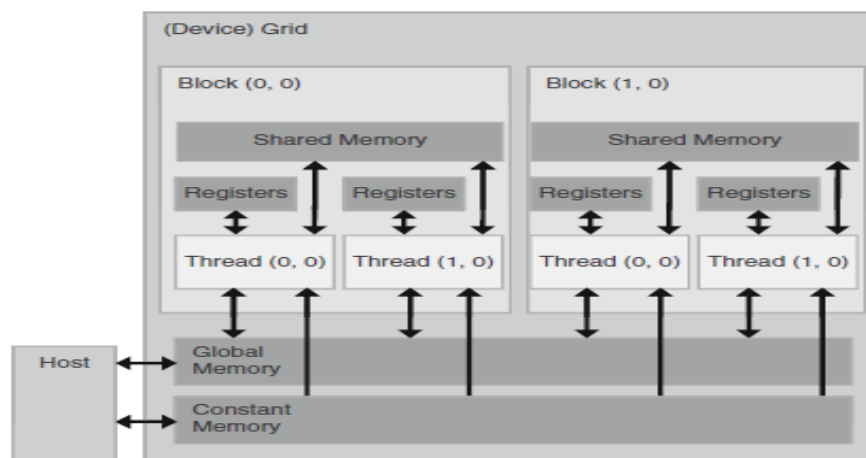 (Device) Grid
Block (0, 0)
Block (1, 0)
Shared Memory
Shared Memory
Registers
Registers
Registers
Registers
Thread (0, 0)
Thread (1, 0)
Thread (0, 0)
Thread (1, 0)
Host
Global
Memory
Constant
Memory